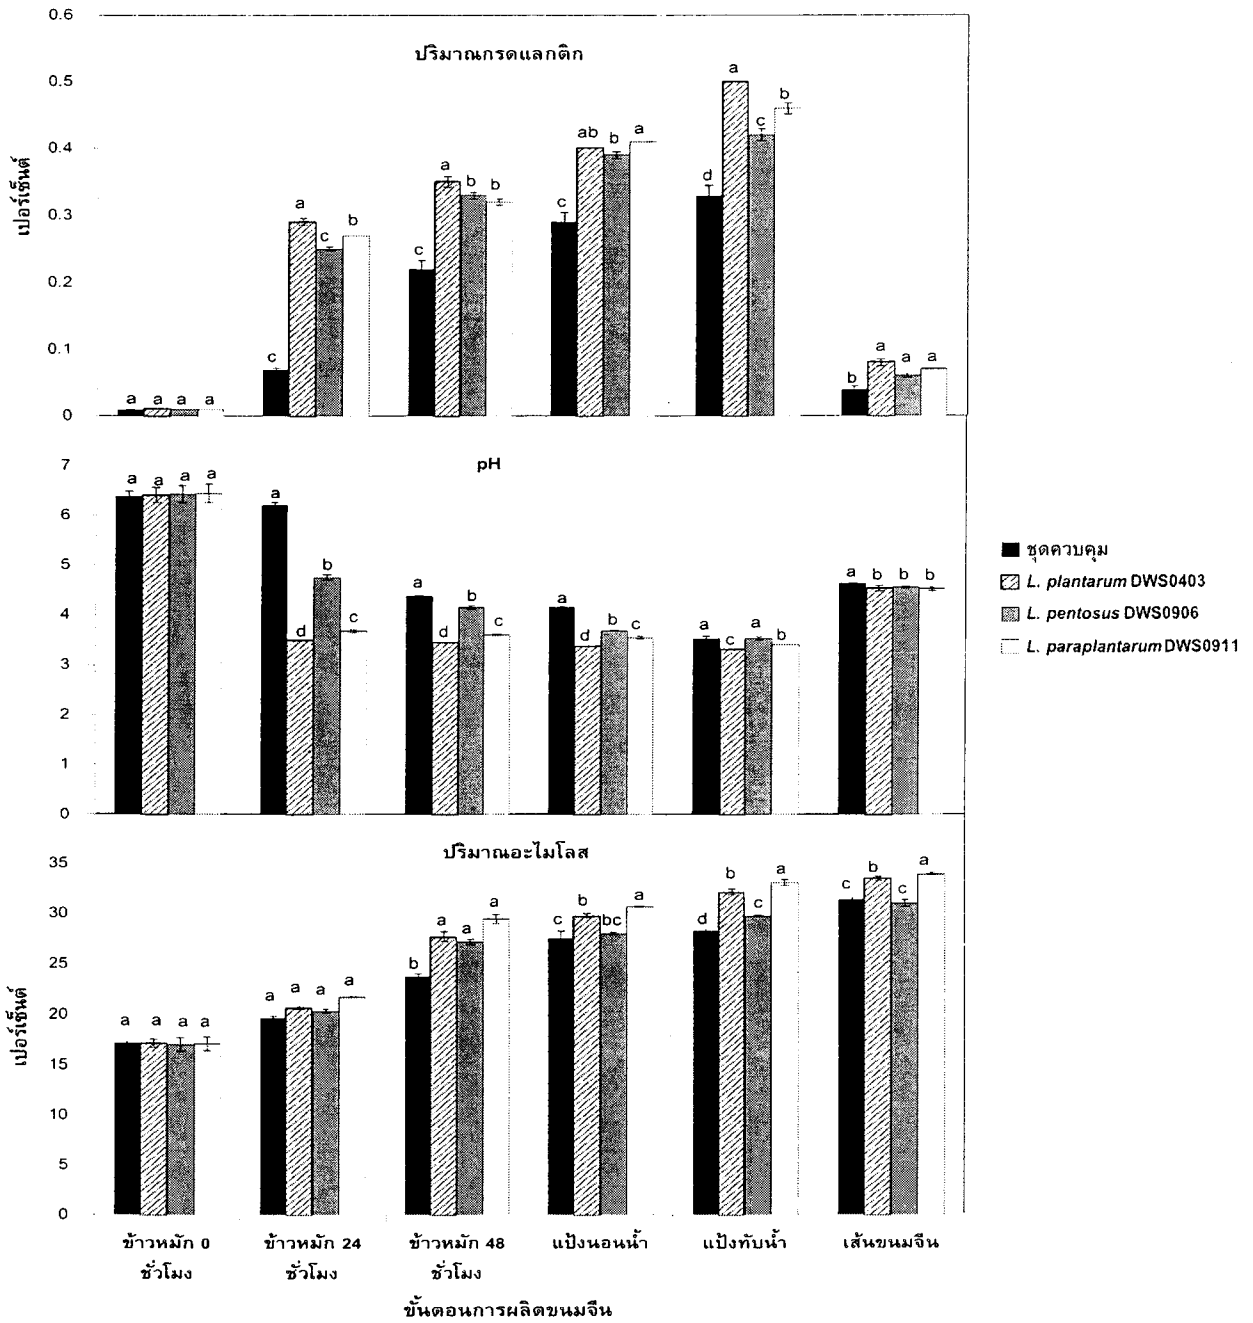 ปริมาณกรดแลกติก
เปอร์เซ็นต์
0.6
0.5
0.4
0.3
0.2
0.1
0
a a a a
c a c b
c a b b
c ab b a
d a c b
b a a a
pH
7
6
5
4
3
2
1
0
a a a a
a d b c
a d b c
a d b c
a c a b
a b b b
ชุดควบคุม
L. plantarum DWS0403
L. pentosus DWS0906
L. paraplantarum DWS0911
ปริมาณอะไมโลส
เปอร์เซ็นต์
35
30
25
20
15
10
5
0
a a a a
a a a a
b a a a
c b bc a
d b c a
c b c a
ข้าวหมัก 0 ชั่วโมง
ข้าวหมัก 24 ชั่วโมง
ข้าวหมัก 48 ชั่วโมง
แป้งนอนน้ำ
แป้งทับน้ำ
เส้นขนมจีน
ขั้นตอนการผลิตขนมจีน